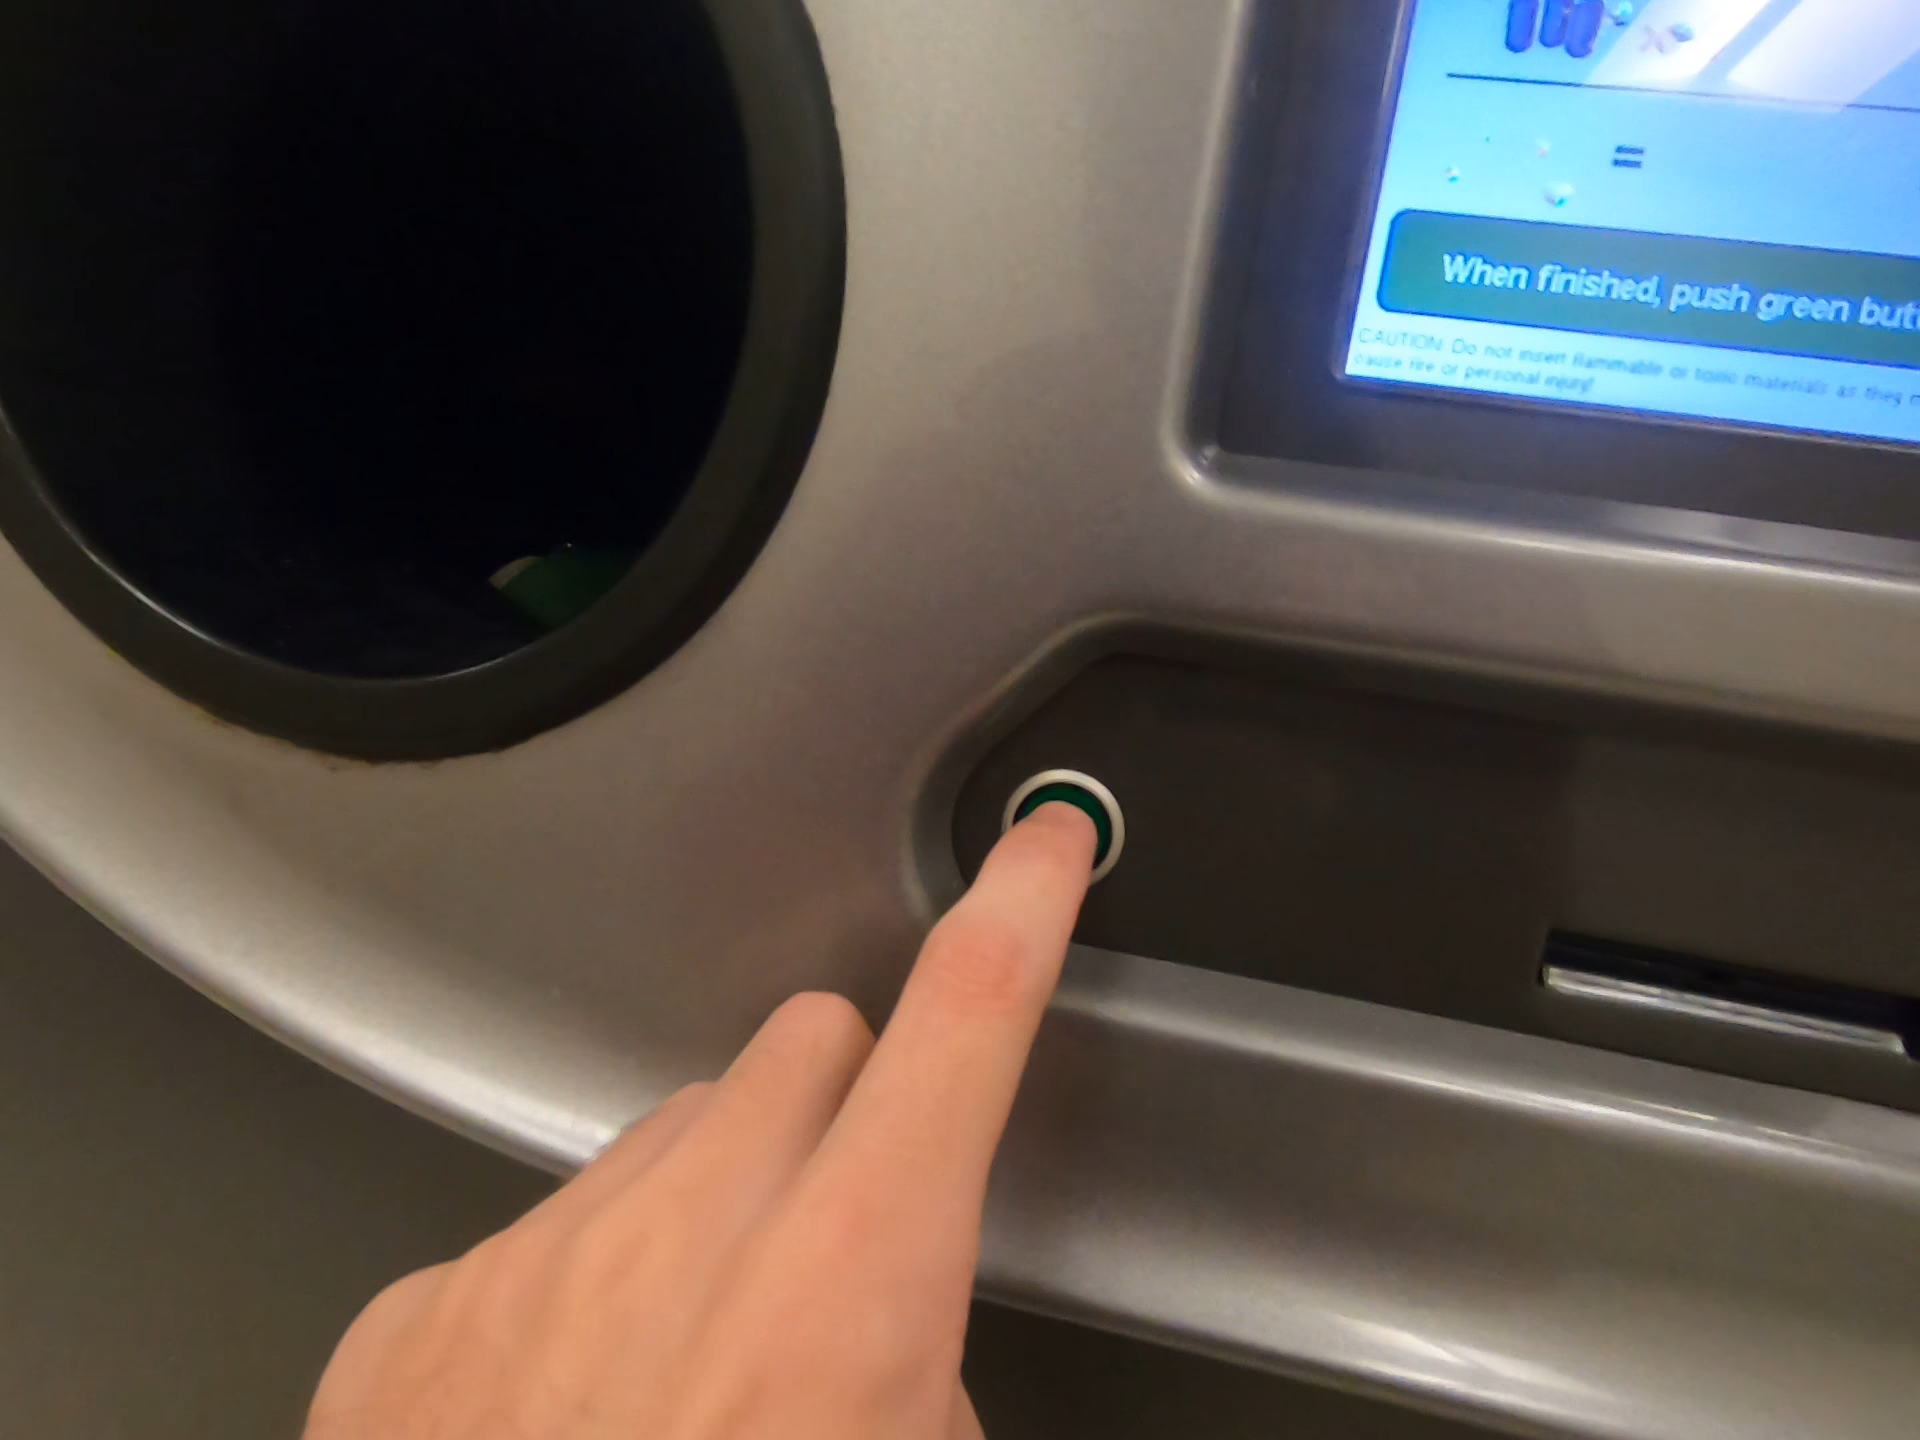 =
When finished, push green
CAUTION: Do not insert flammable or toxic materials as they
cause fire or personal injury!